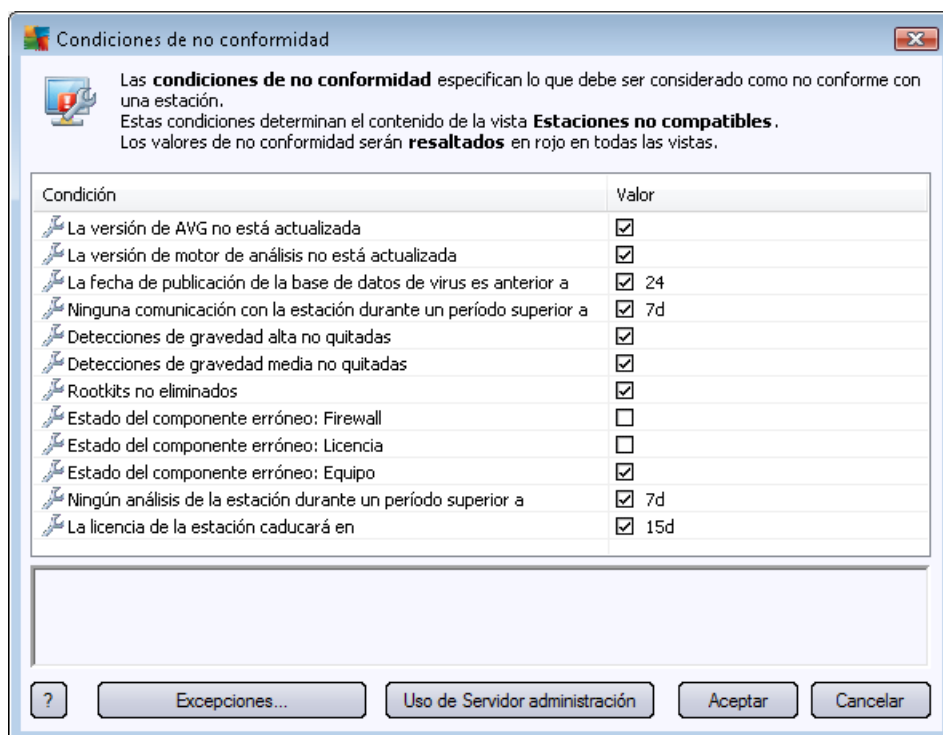 Condiciones de no conformidad
Las condiciones de no conformidad especifican lo que debe ser considerado como no conforme con
una estación.
Estas condiciones determinan el contenido de la vista Estaciones no compatibles.
Los valores de no conformidad serán resaltados en rojo en todas las vistas.
Condición Valor
La versión de AVG no está actualizada
La versión de motor de análisis no está actualizada
La fecha de publicación de la base de datos de virus es anterior a 24
Ninguna comunicación con la estación durante un período superior a 7d
Detecciones de gravedad alta no quitadas
Detecciones de gravedad media no quitadas
Rootkits no eliminados
Estado del componente erróneo: Firewall
Estado del componente erróneo: Licencia
Estado del componente erróneo: Equipo
Ningún análisis de la estación durante un período superior a 7d
La licencia de la estación caducará en 15d
? Excepciones... Uso de Servidor administración Aceptar Cancelar